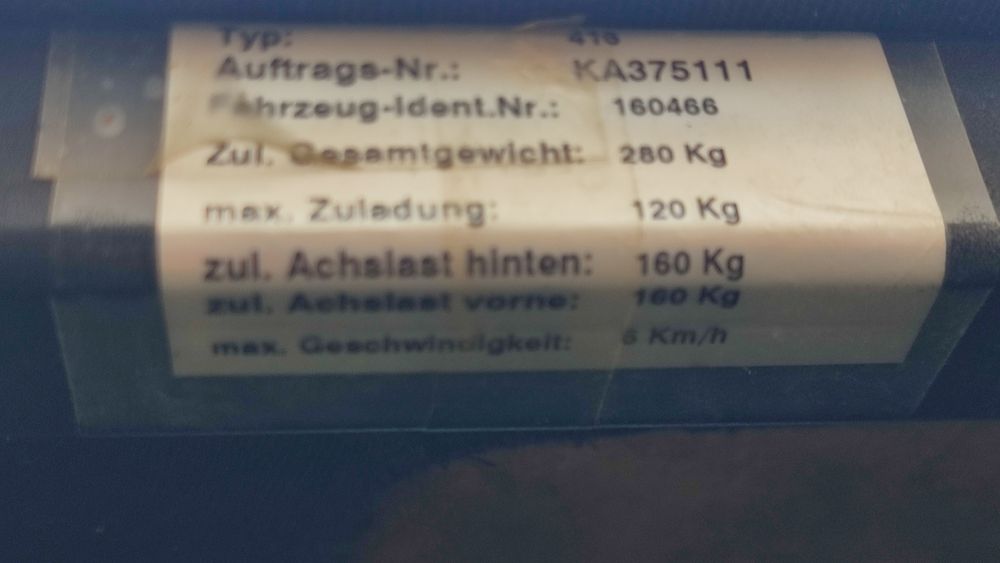 Typ: 416
Auftrags-Nr.: KA375111
Fahrzeug-Ident.Nr.: 160466
Zul. Gesamtgewicht: 280 Kg
max. Zuladung: 120 Kg
zul. Achslast hinten: 160 Kg
zul. Achslast vorne: 160 Kg
max. Geschwindigkeit: 6 Km/h